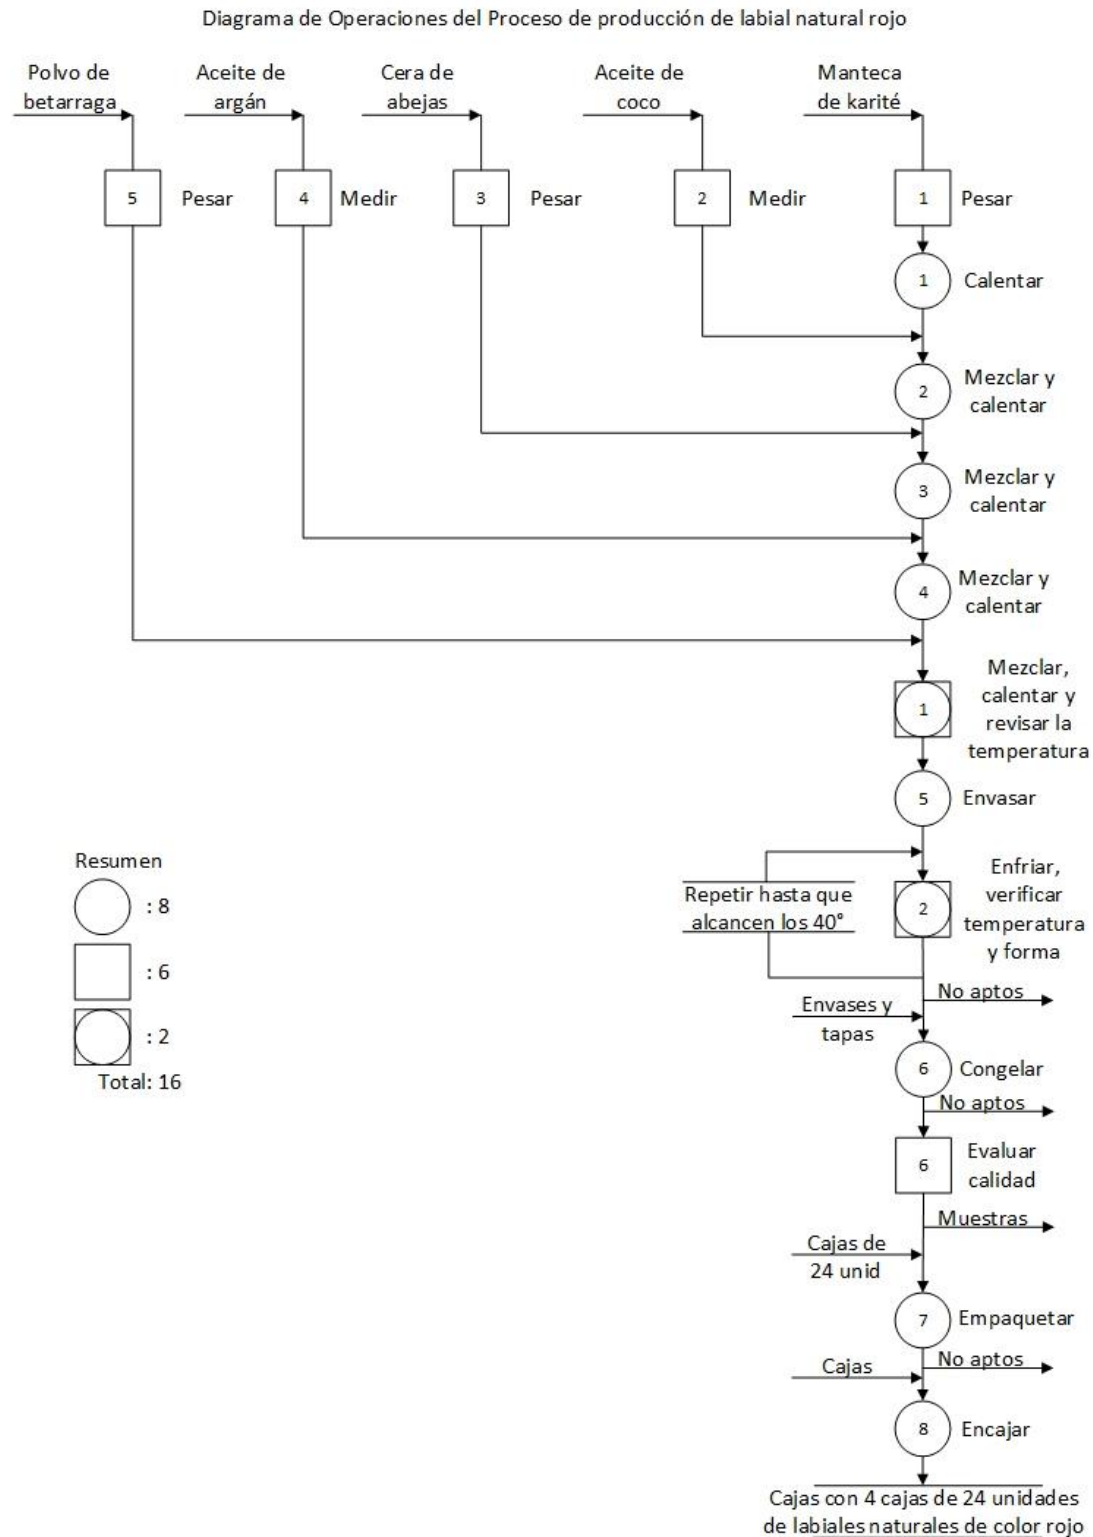 Diagrama de Operaciones del Proceso de producción de labial natural rojo
Polvo de
betarraga
Aceite de
argán
Cera de
abejas
Aceite de
coco
Manteca
de karité
5
Pesar
4
Medir
3
Pesar
2
Medir
1
Pesar
1
Calentar
2
Mezclar y
calentar
3
Mezclar y
calentar
4
Mezclar y
calentar
1
Mezclar,
calentar y
revisar la
temperatura
5
Envasar
Repetir hasta que
alcancen los 40°
2
Enfriar,
verificar
temperatura
y forma
No aptos
Envases y
tapas
6
Congelar
No aptos
6
Evaluar
calidad
Muestras
Cajas de
24 unid
7
Empaquetar
No aptos
Cajas
8
Encajar
Cajas con 4 cajas de 24 unidades
de labiales naturales de color rojo
Resumen
: 8
: 6
: 2
Total: 16